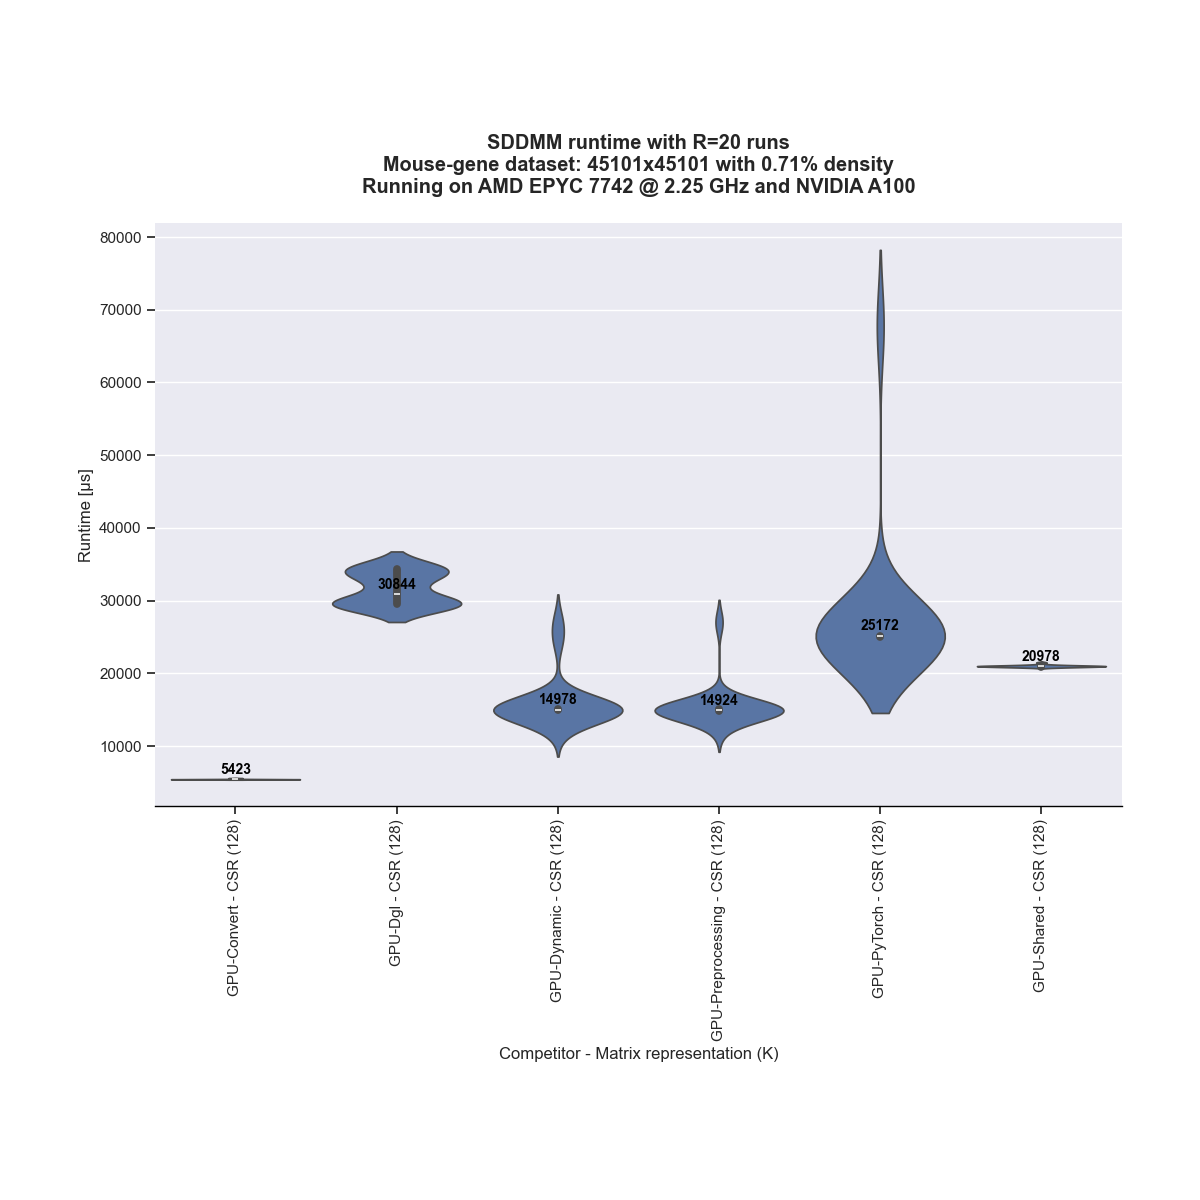 SDDMM runtime with R=20 runs
Mouse-gene dataset: 45101x45101 with 0.71% density
Running on AMD EPYC 7742 @ 2.25 GHz and NVIDIA A100
Runtime [µs]
80000
70000
60000
50000
40000
30000
20000
10000
5423
30844
14978
14924
25172
20978
GPU-Convert - CSR (128)
GPU-Dgl - CSR (128)
GPU-Dynamic - CSR (128)
GPU-Preprocessing - CSR (128)
GPU-PyTorch - CSR (128)
GPU-Shared - CSR (128)
Competitor - Matrix representation (K)